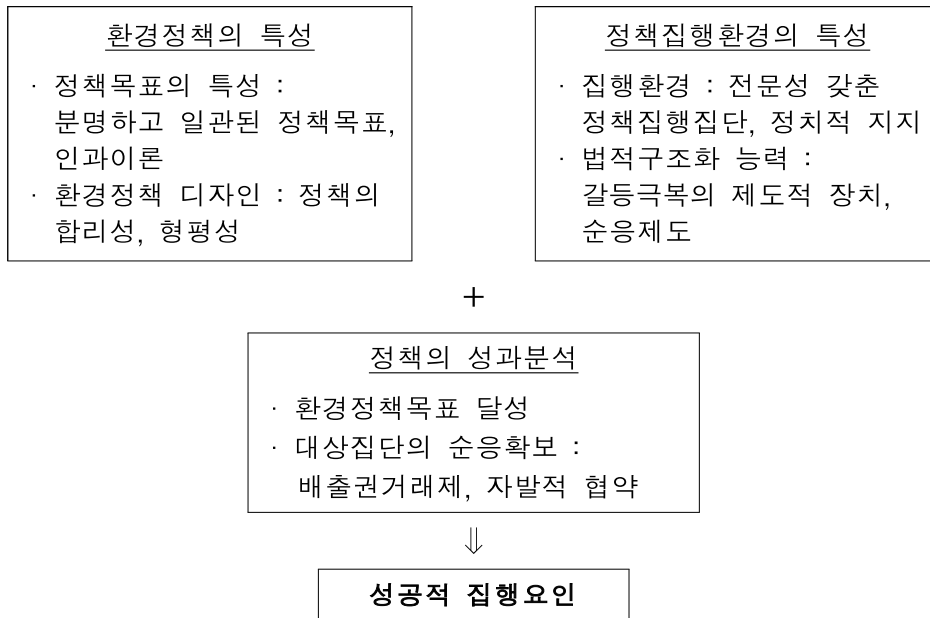 환경정책의 특성
· 정책목표의 특성 :
분명하고 일관된 정책목표,
인과이론
· 환경정책 디자인 : 정책의
합리성, 형평성
정책집행환경의 특성
· 집행환경 : 전문성 갖춘
정책집행집단, 정치적 지지
· 법적구조화 능력 :
갈등극복의 제도적 장치,
순응제도
+
정책의 성과분석
· 환경정책목표 달성
· 대상집단의 순응확보 :
배출권거래제, 자발적 협약
⇓
성공적 집행요인